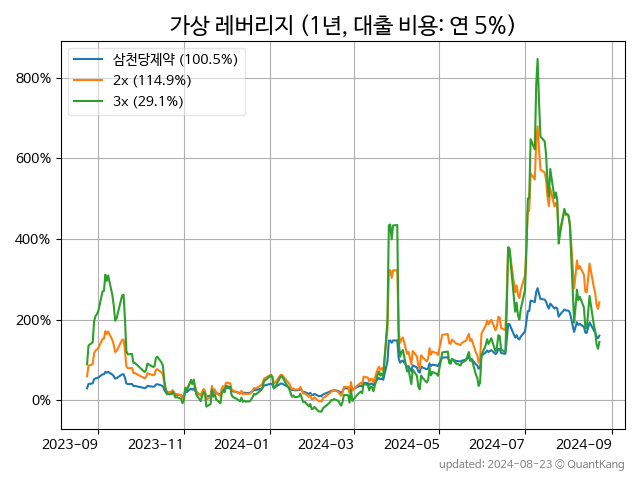 가상 레버리지 (1년, 대출 비용: 연 5%)
삼천당제약 (100.5%)
2x (114.9%)
3x (29.1%)
800%
600%
400%
200%
0%
2023-09 2023-11 2024-01 2024-03 2024-05 2024-07 2024-09
updated: 2024-08-23 © QuantKang